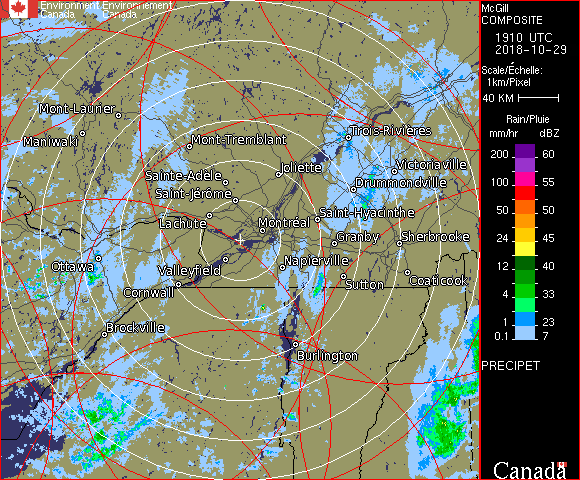 Environment Environnement
Canada Canada
McGill
COMPOSITE
1910 UTC
2018-10-29
Scale/Échelle:
1km/Pixel
40 KM
Rain/Pluie
mm/hr dBZ
200 60
100 55
50 50
24 45
12 40
4 33
1 23
0.1 7
PRECIPET
Canada
Mont-Laurier
Maniwaki
Mont-Tremblant
Trois-Rivières
Joliette
Victoriaville
Sainte-Adèle
Drummondville
Saint-Jérôme
Lachute
Saint-Hyacinthe
Montréal
Granby
Sherbrooke
Ottawa
Valleyfield
Napierville
Cornwall
Sutton
Coaticook
Brockville
Burlington